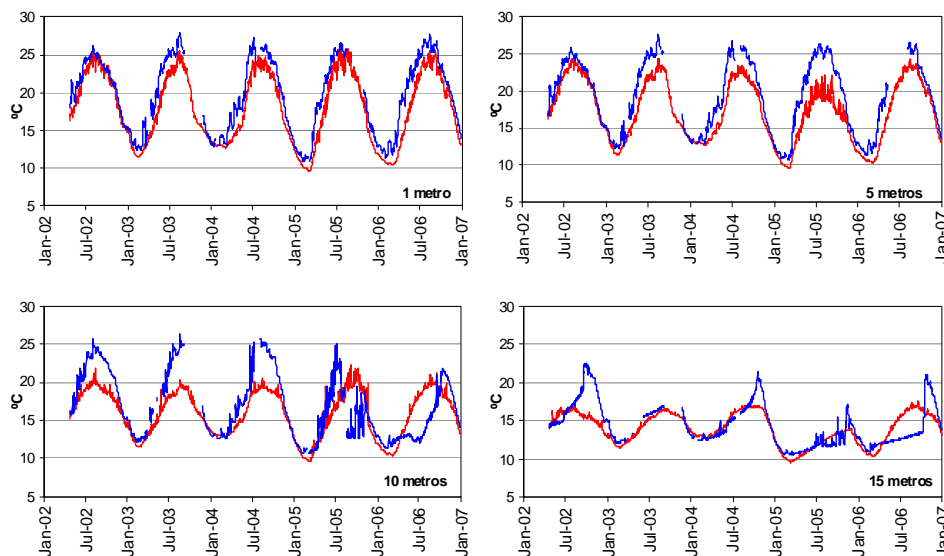 30
25
20
15
10
5
ºC
1 metro
Jan-02
Jul-02
Jan-03
Jul-03
Jan-04
Jul-04
Jan-05
Jul-05
Jan-06
Jul-06
Jan-07
30
25
20
15
10
5
ºC
5 metros
Jan-02
Jul-02
Jan-03
Jul-03
Jan-04
Jul-04
Jan-05
Jul-05
Jan-06
Jul-06
Jan-07
30
25
20
15
10
5
ºC
10 metros
Jan-02
Jul-02
Jan-03
Jul-03
Jan-04
Jul-04
Jan-05
Jul-05
Jan-06
Jul-06
Jan-07
30
25
20
15
10
5
ºC
15 metros
Jan-02
Jul-02
Jan-03
Jul-03
Jan-04
Jul-04
Jan-05
Jul-05
Jan-06
Jul-06
Jan-07